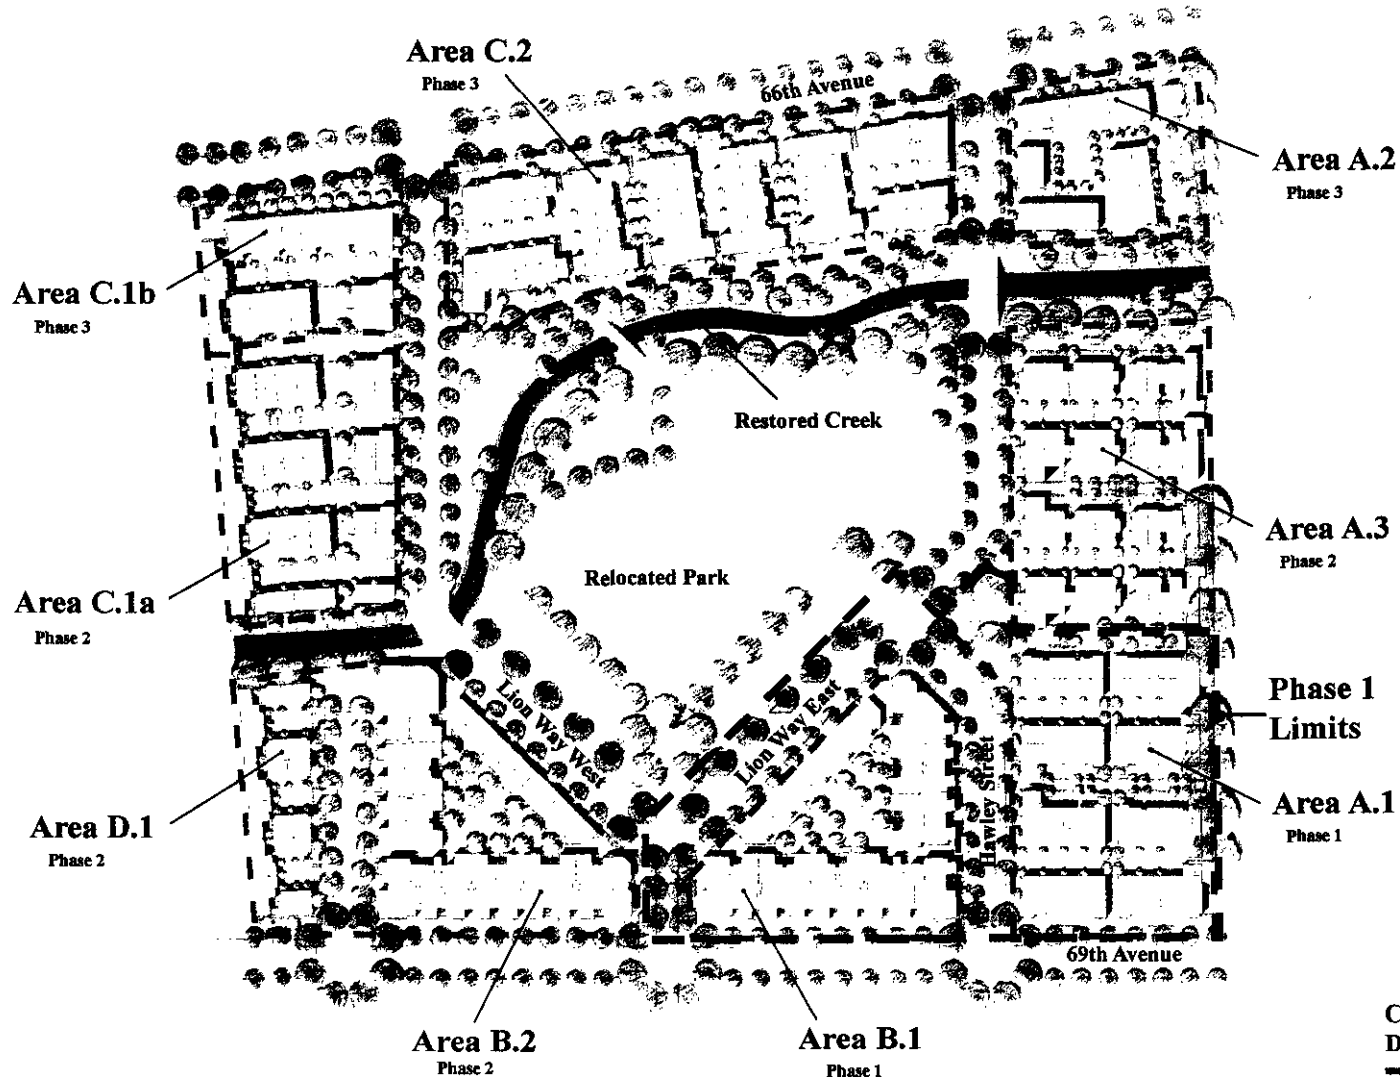 Area C.2
Phase 3
66th Avenue
Area A.2
Phase 3
Area C.1b
Phase 3
Restored Creek
Area A.3
Phase 2
Relocated Park
Area C.1a
Phase 2
Lion Way West
Lion Way East
Hawley Street
Phase 1
Limits
Area A.1
Phase 1
Area D.1
Phase 2
69th Avenue
Area B.2
Phase 2
Area B.1
Phase 1
C
D